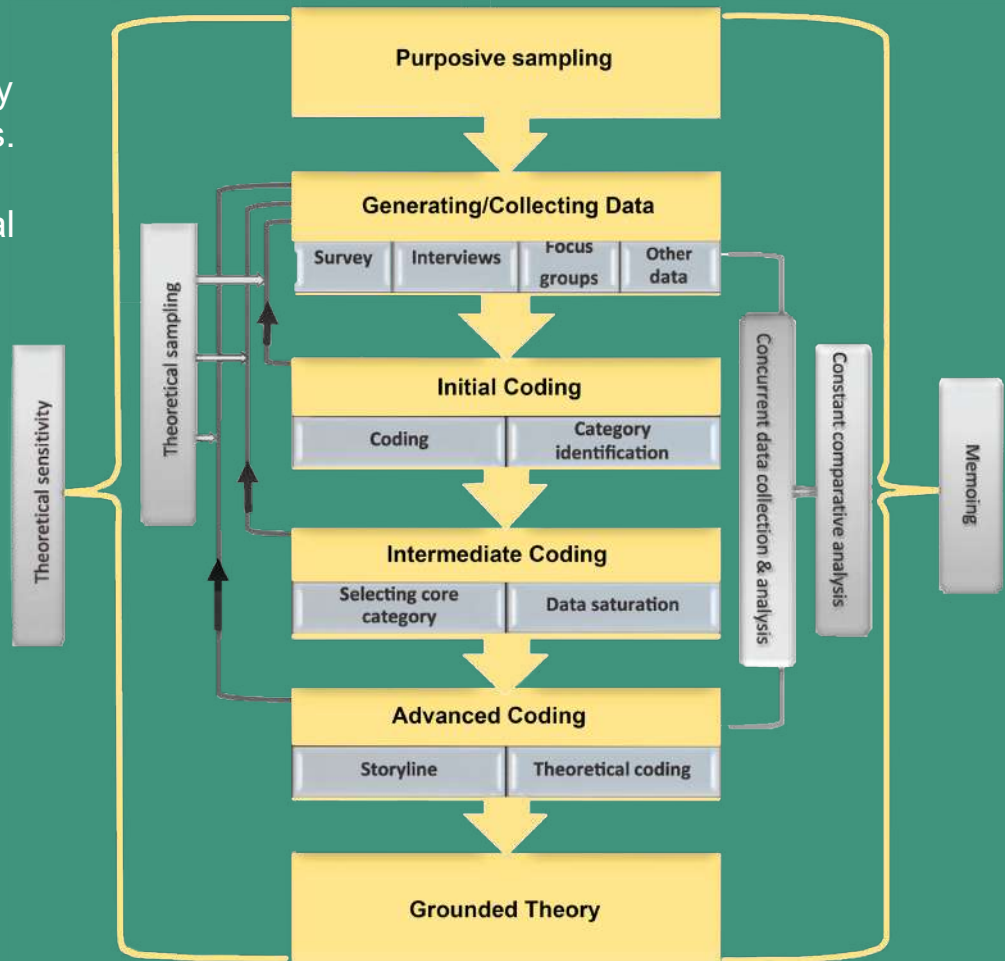 y
s.
al
Purposive sampling
Generating/Collecting Data
Survey
Interviews
Focus
groups
Other
data
Initial Coding
Coding
Category
identification
Intermediate Coding
Selecting core
category
Data saturation
Advanced Coding
Storyline
Theoretical coding
Grounded Theory
Theoretical sensitivity
Theoretical sampling
Concurrent data collection & analysis
Constant comparative analysis
Memoing